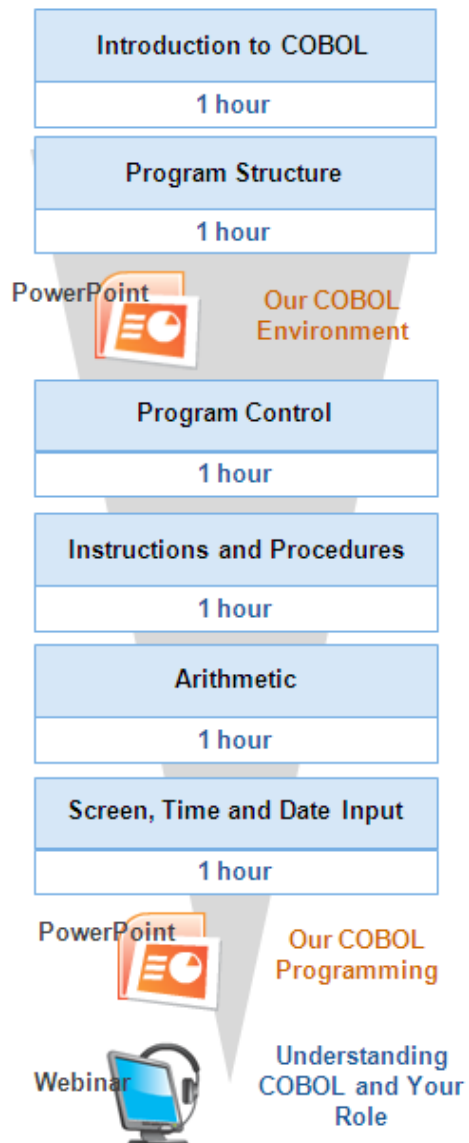 Introduction to COBOL
1 hour
Program Structure
1 hour
PowerPoint
Our COBOL
Environment
Program Control
1 hour
Instructions and Procedures
1 hour
Arithmetic
1 hour
Screen, Time and Date Input
1 hour
PowerPoint
Our COBOL
Programming
Webinar
Understanding
COBOL and Your
Role